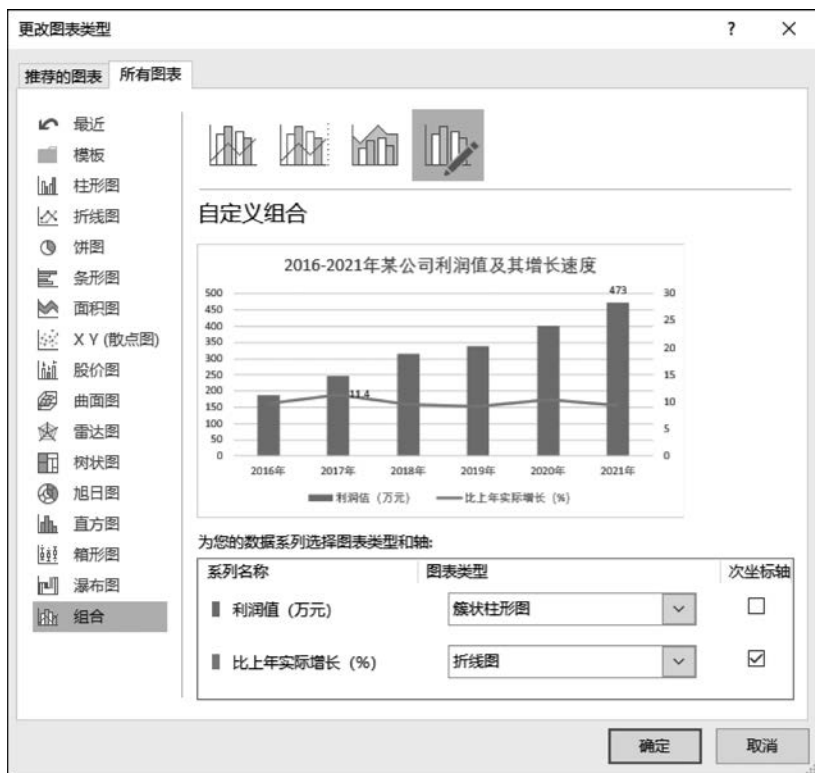 更改图表类型 ? ×
推荐的图表 所有图表
最近
模板
柱形图
折线图
饼图
条形图
面积图
X Y (散点图)
股价图
曲面图
雷达图
树状图
旭日图
直方图
箱形图
瀑布图
组合
自定义组合
2016-2021年某公司利润值及其增长速度
500
450
400
350
300
250
200
150
100
50
0
473
11.4
30
25
20
15
10
5
0
2016年 2017年 2018年 2019年 2020年 2021年
利润值（万元） 比上年实际增长（%）
为您的数据系列选择图表类型和轴:
系列名称 图表类型 次坐标轴
利润值（万元） 簇状柱形图
比上年实际增长（%） 折线图
确定 取消